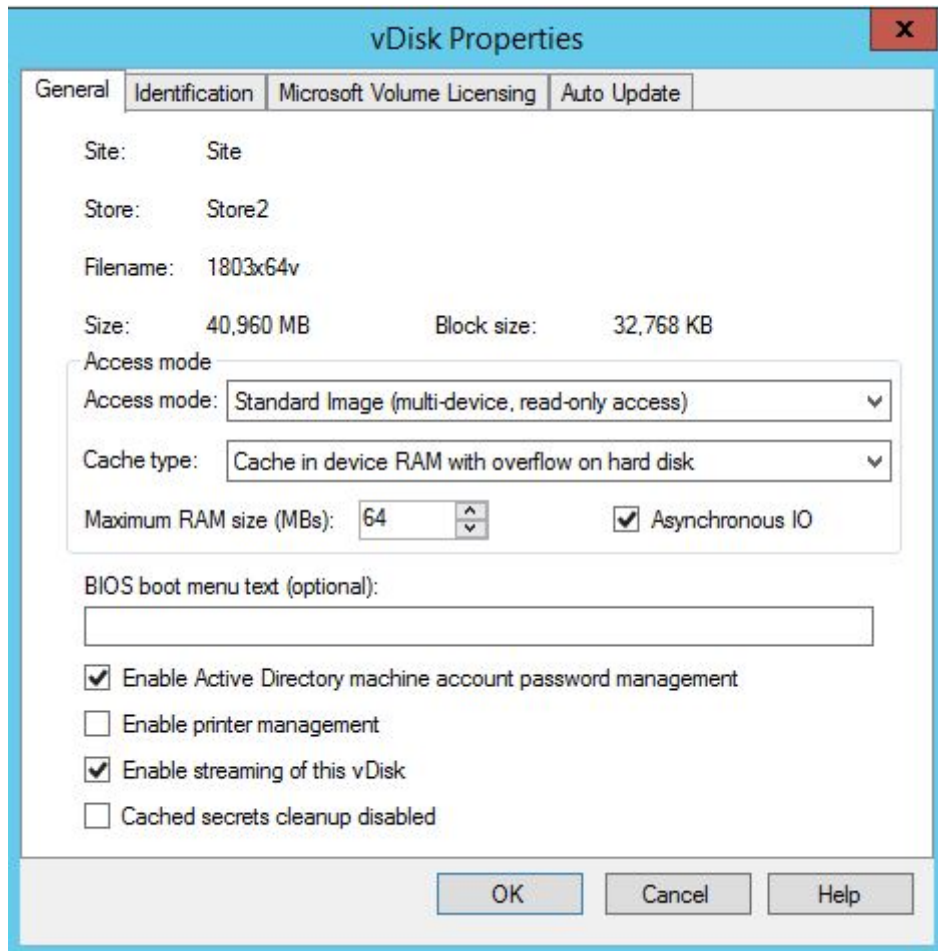 vDisk Properties
x
General Identification Microsoft Volume Licensing Auto Update
Site: Site
Store: Store2
Filename: 1803x64v
Size: 40,960 MB Block size: 32,768 KB
Access mode
Access mode: Standard Image (multi-device, read-only access)
Cache type: Cache in device RAM with overflow on hard disk
Maximum RAM size (MBs): 64 Asynchronous IO
BIOS boot menu text (optional):
Enable Active Directory machine account password management
Enable printer management
Enable streaming of this vDisk
Cached secrets cleanup disabled
OK Cancel Help